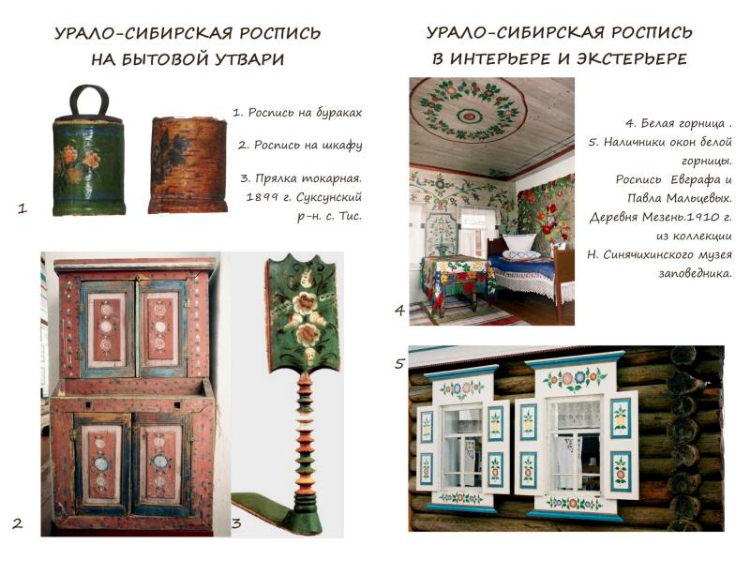 УРАЛО-СИБИРСКАЯ РОСПИСЬ
НА БЫТОВОЙ УТВАРИ
1. Роспись на бураках
2. Роспись на шкафу
3. Прялка токарная.
1899 г. Суксунский
р-н. с. Тис.
1
2
3
УРАЛО-СИБИРСКАЯ РОСПИСЬ
В ИНТЕРЬЕРЕ И ЭКСТЕРЬЕРЕ
4. Белая горница .
5. Наличники окон белой
горницы.
Роспись Евграфа и
Павла Мальцевых.
Деревня Мезень.1910 г.
из коллекции
Н. Синячихинского музея
заповедника.
4
5